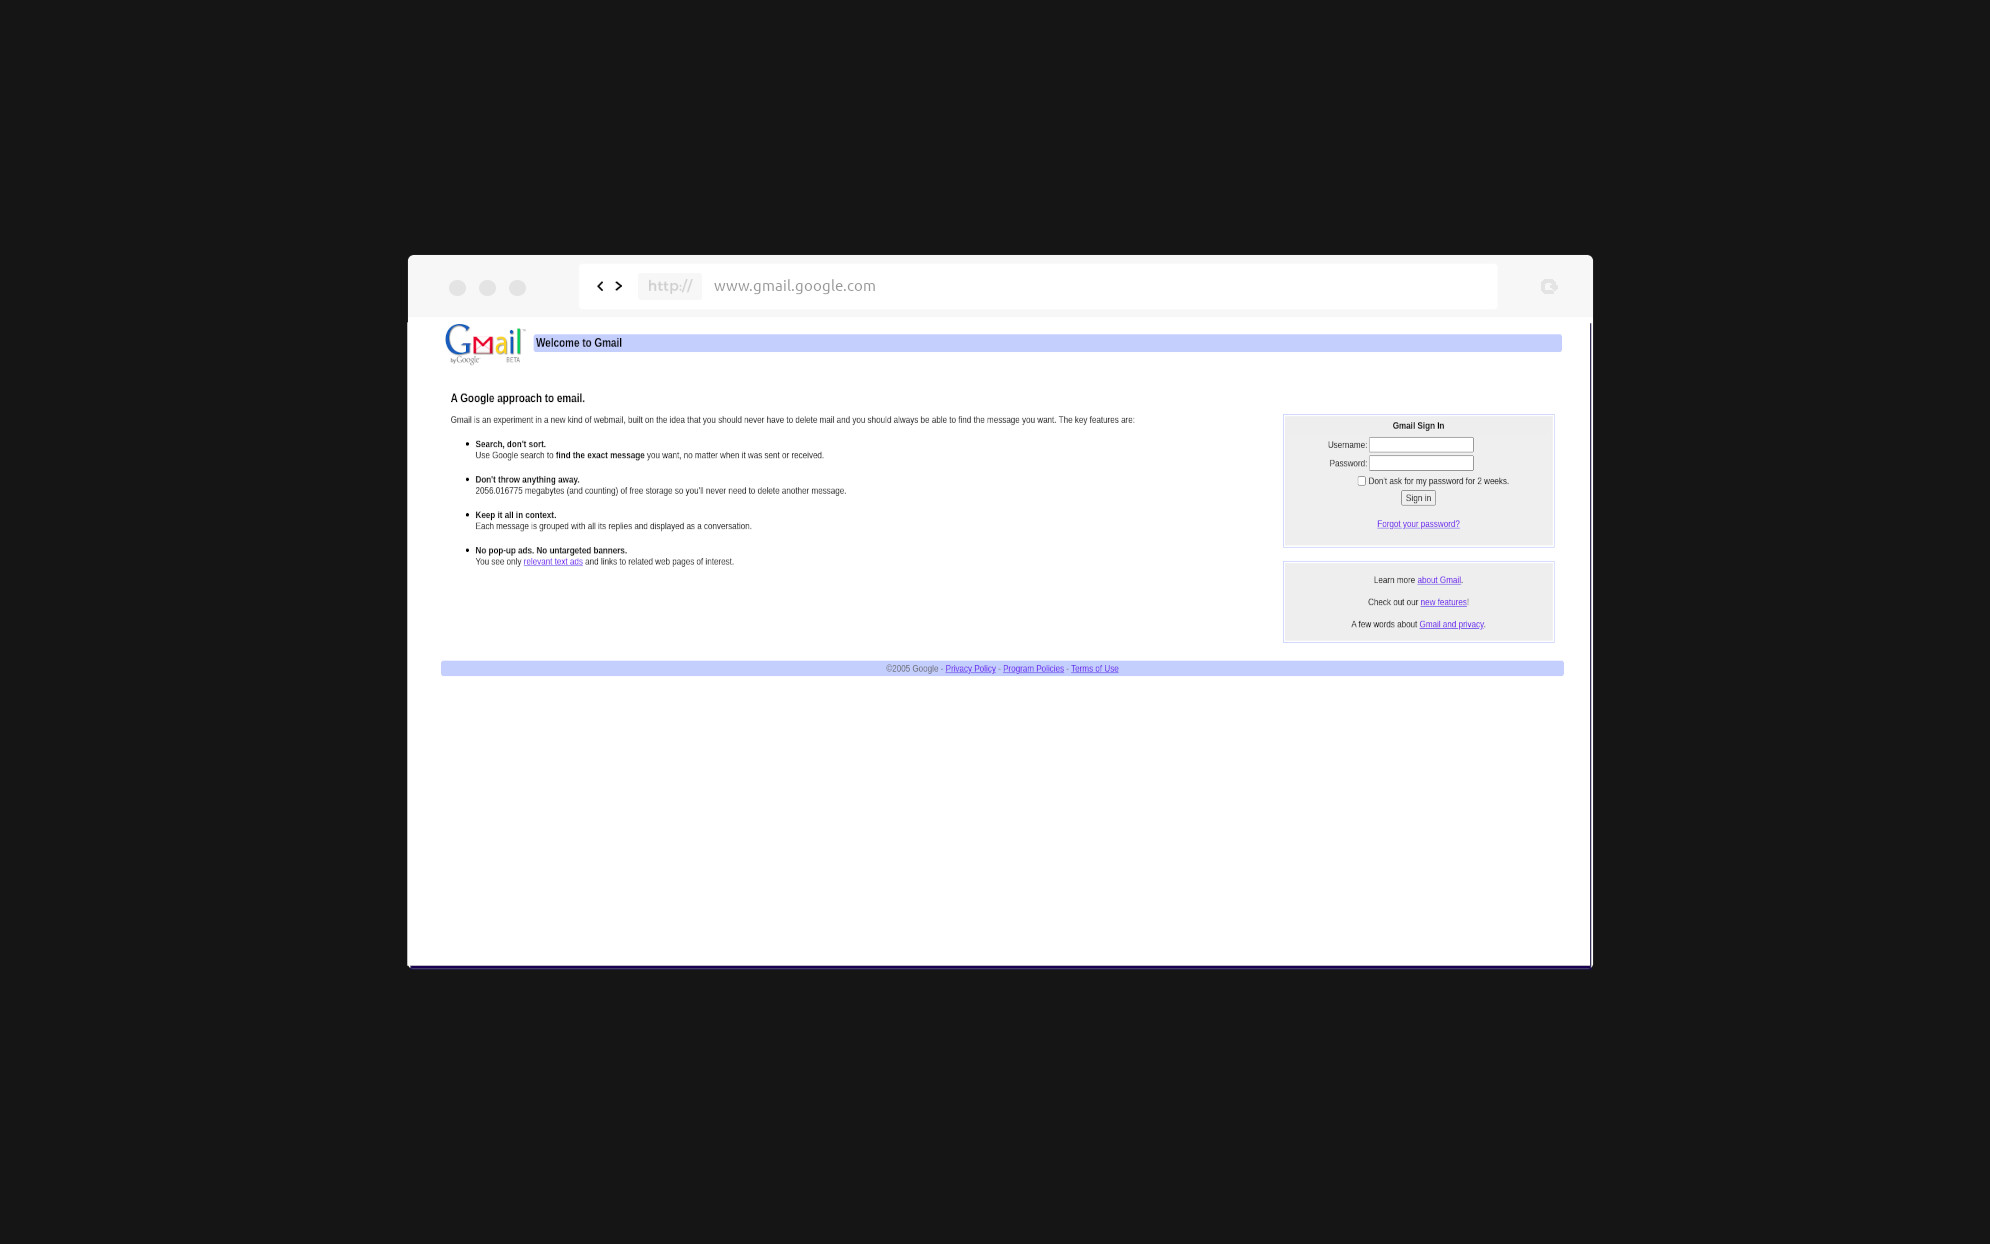 http:// www.gmail.google.com
Gmail™
by Google BETA
Welcome to Gmail
A Google approach to email.
Gmail is an experiment in a new kind of webmail, built on the idea that you should never have to delete mail and you should always be able to find the message you want. The key features are:
Search, don't sort.
Use Google search to find the exact message you want, no matter when it was sent or received.
Don't throw anything away.
2056.016775 megabytes (and counting) of free storage so you'll never need to delete another message.
Keep it all in context.
Each message is grouped with all its replies and displayed as a conversation.
No pop-up ads. No untargeted banners.
You see only relevant text ads and links to related web pages of interest.
Gmail Sign In
Username:
Password:
Don't ask for my password for 2 weeks.
Sign in
Forgot your password?
Learn more about Gmail.
Check out our new features!
A few words about Gmail and privacy.
©2005 Google - Privacy Policy - Program Policies - Terms of Use